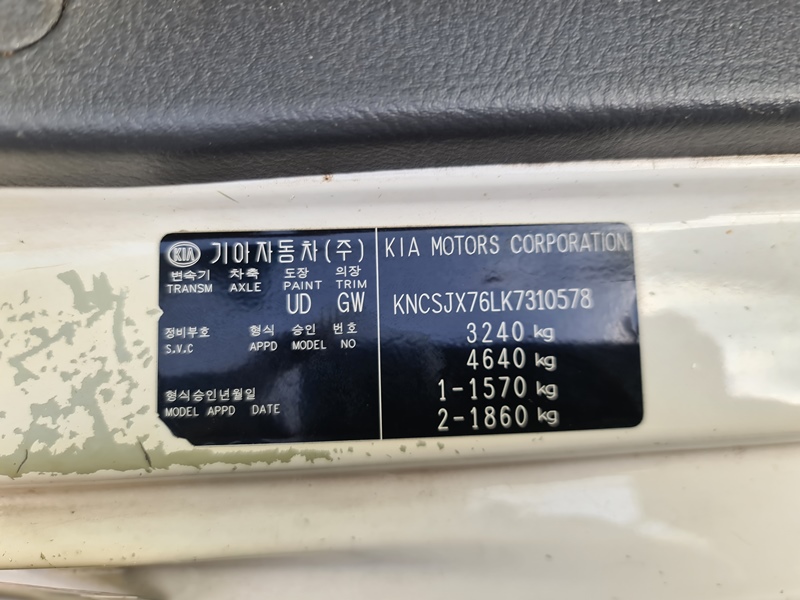 KIA 기아자동차(주)
변속기 차축 도장 의장
TRANSM AXLE PAINT TRIM
UD GW
정비부호 형식 승인 번호
S.V.C APPD MODEL NO
형식승인년월일
MODEL APPD DATE
KIA MOTORS CORPORATION
KNCSJX76LK7310578
3240 kg
4640 kg
1-1570 kg
2-1860 kg